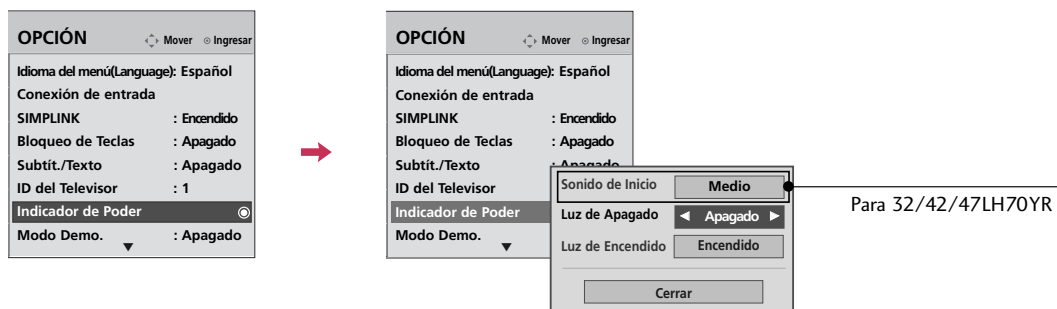 OPCIÓN Mover Ingresar
Idioma del menú(Language): Español
Conexión de entrada
SIMPLINK : Encendido
Bloqueo de Teclas : Apagado
Subtít./Texto : Apagado
ID del Televisor : 1
Indicador de Poder
Modo Demo. : Apagado
OPCIÓN Mover Ingresar
Idioma del menú(Language): Español
Conexión de entrada
SIMPLINK : Encendido
Bloqueo de Teclas : Apagado
Subtít./Texto : Apagado
ID del Televisor
Indicador de Poder
Modo Demo.
Sonido de Inicio Medio
Luz de Apagado Apagado
Luz de Encendido Encendido
Cerrar
Para 32/42/47LH70YR